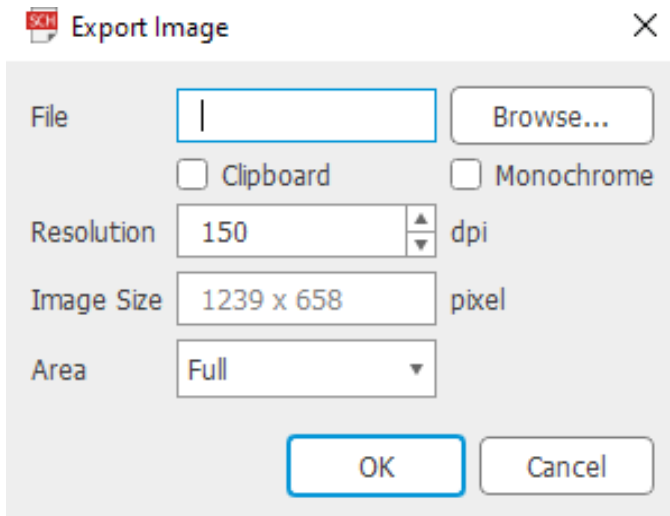 SCH Export Image
File Browse...
Clipboard Monochrome
Resolution 150 dpi
Image Size 1239 x 658 pixel
Area Full
OK Cancel